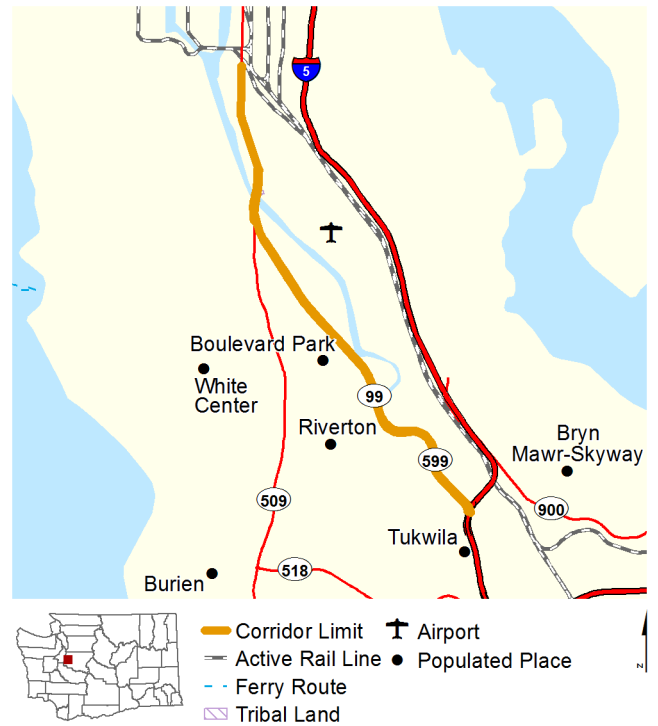 5
Boulevard Park
White
Center
99
Riverton
599
Bryn
Mawr-Skyway
509
900
Tukwila
518
Burien
Corridor Limit
Airport
Active Rail Line
Populated Place
Ferry Route
Tribal Land
N